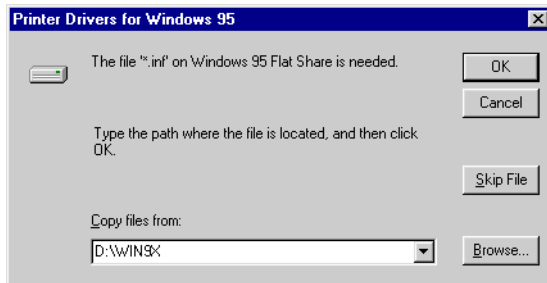 Printer Drivers for Windows 95
The file '*.inf' on Windows 95 Flat Share is needed.
OK
Cancel
Type the path where the file is located, and then click
OK.
Skip File
Copy files from:
D:\WIN9X
Browse...